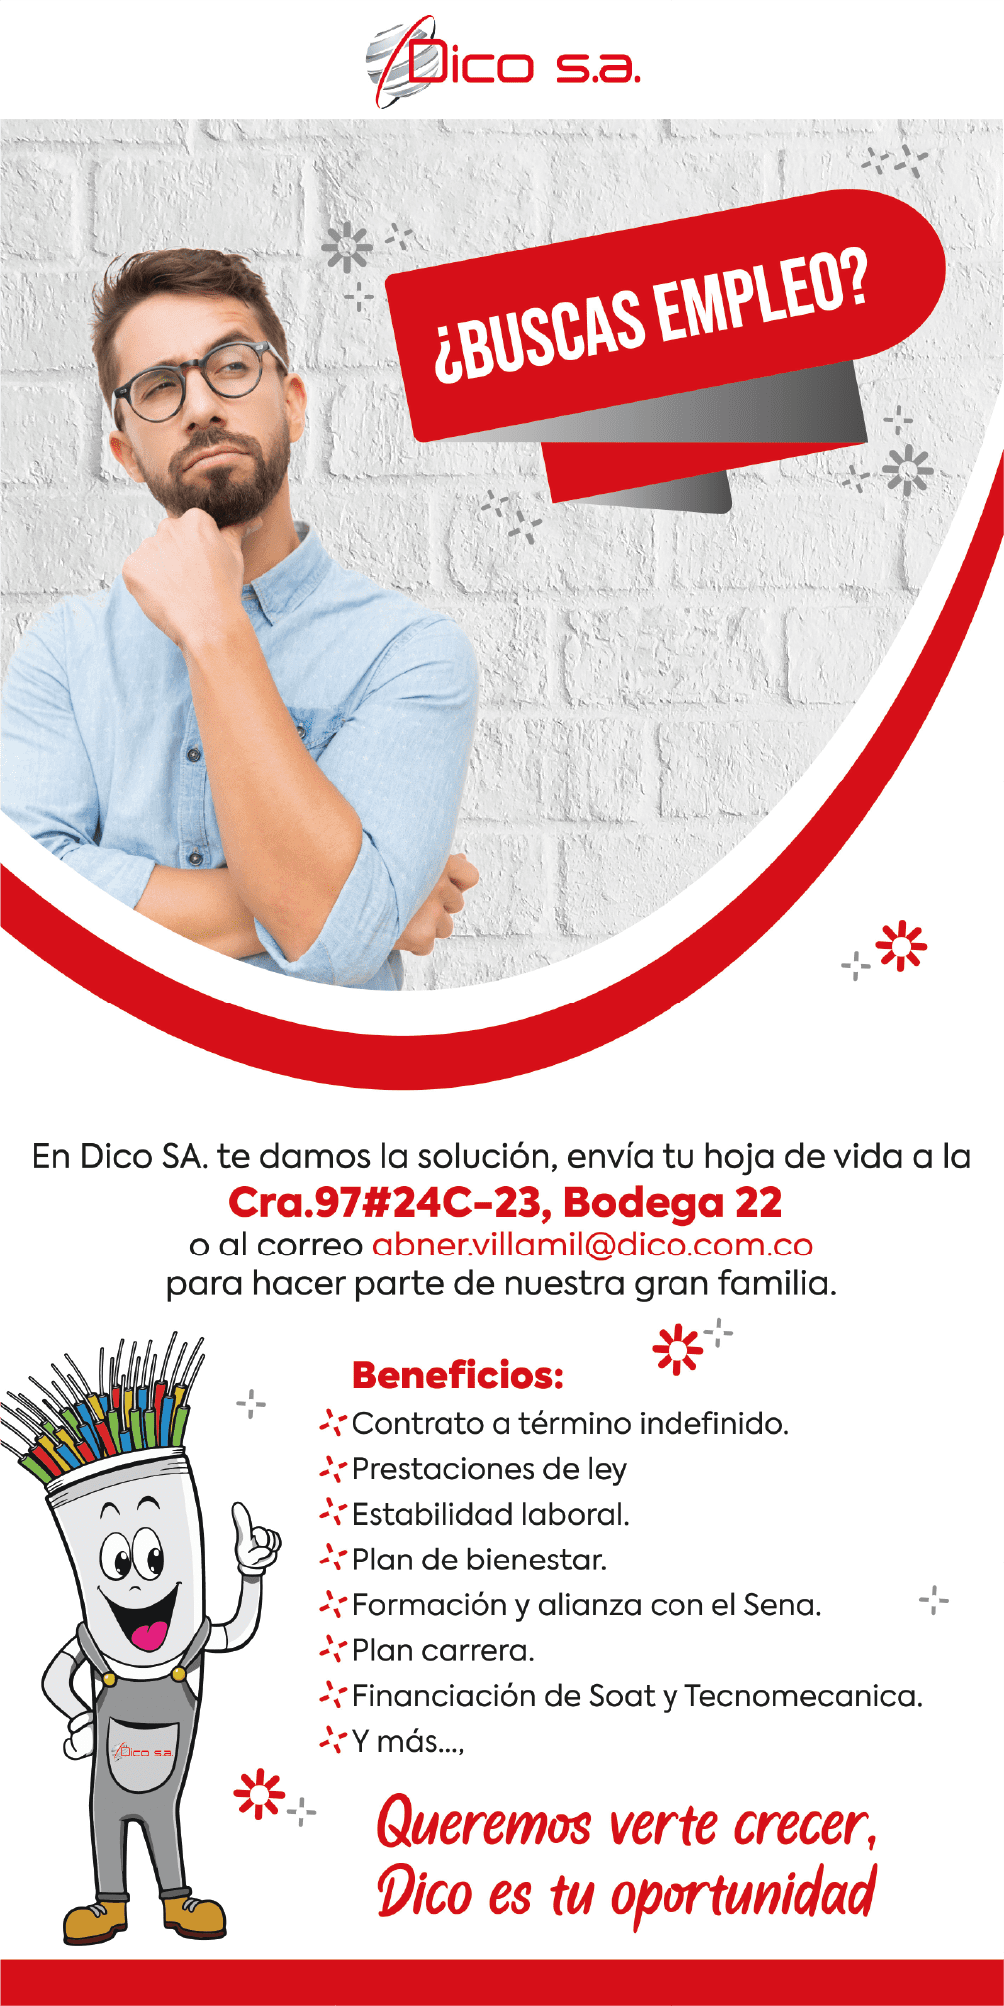 Dico s.a.
¿BUSCAS EMPLEO?
En Dico SA. te damos la solución, envía tu hoja de vida a la
Cra.97#24C-23, Bodega 22
o al correo abner.villamil@dico.com.co
para hacer parte de nuestra gran familia.
Beneficios:
Contrato a término indefinido.
Prestaciones de ley
Estabilidad laboral.
Plan de bienestar.
Formación y alianza con el Sena.
Plan carrera.
Financiación de Soat y Tecnomecanica.
Y más...,
Dico s.a.
Queremos verte crecer,
Dico es tu oportunidad